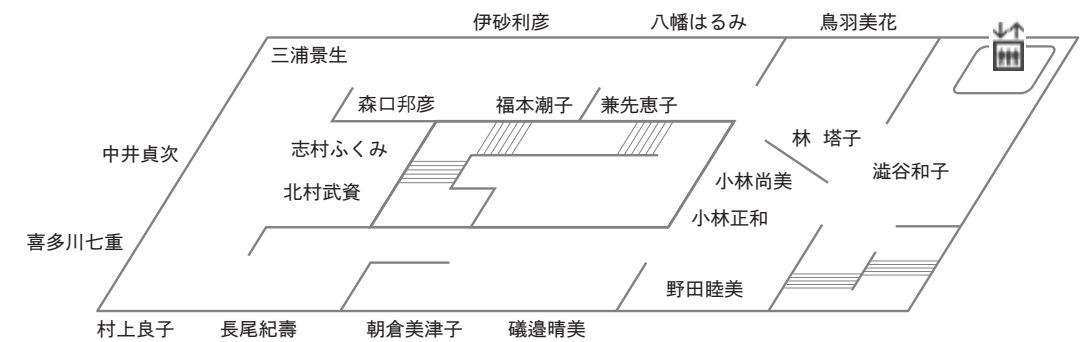 伊砂利彦
八幡はるみ
鳥羽美花
三浦景生
森口邦彦
福本潮子
兼先恵子
林 塔子
志村ふくみ
中井貞次
澁谷和子
小林尚美
北村武資
小林正和
喜多川七重
野田睦美
村上良子
長尾紀壽
朝倉美津子
礒邉晴美